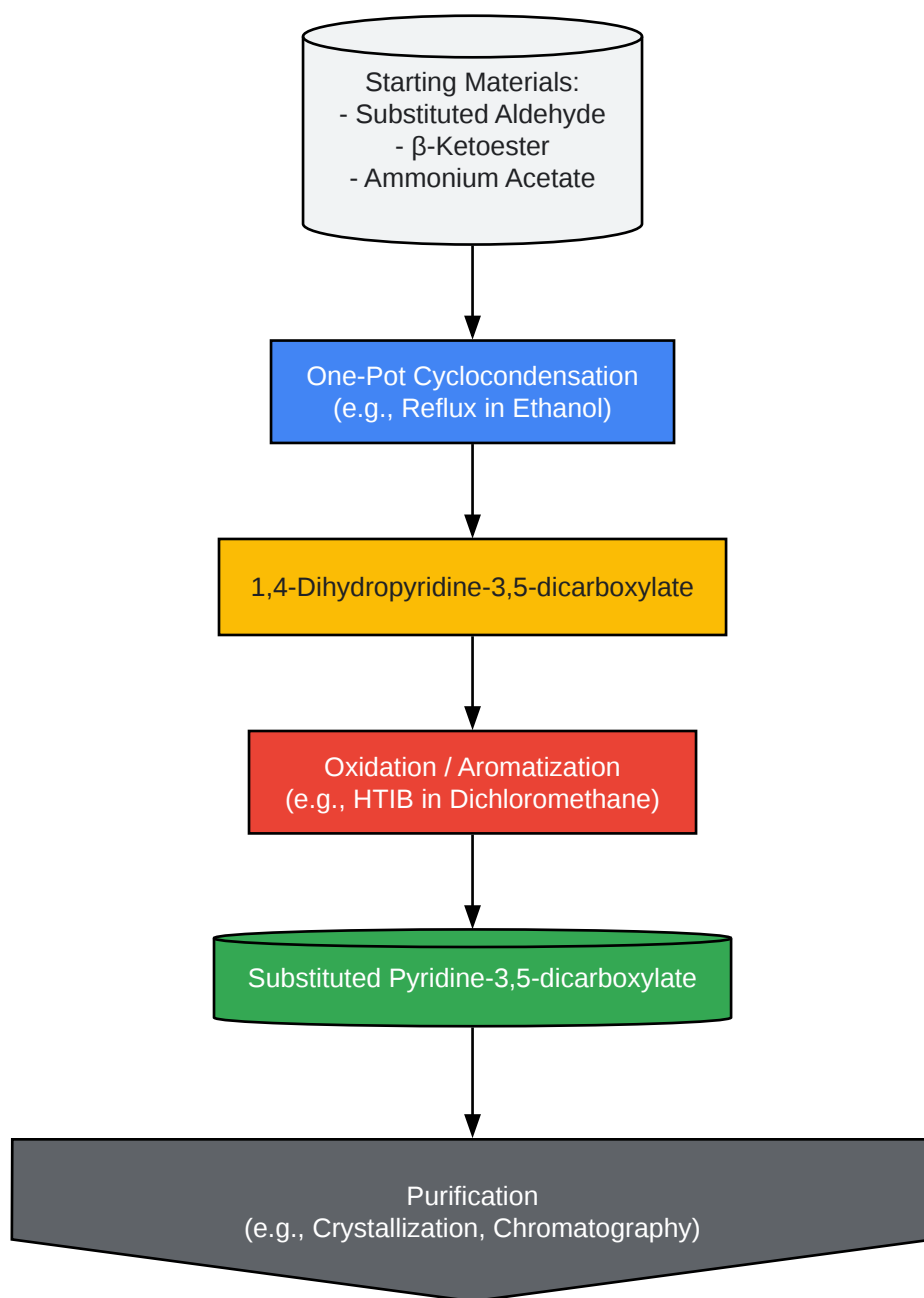 Starting Materials:
- Substituted Aldehyde
- β-Ketoester
- Ammonium Acetate
One-Pot Cyclocondensation
(e.g., Reflux in Ethanol)
1,4-Dihydropyridine-3,5-dicarboxylate
Oxidation / Aromatization
(e.g., HTIB in Dichloromethane)
Substituted Pyridine-3,5-dicarboxylate
Purification
(e.g., Crystallization, Chromatography)